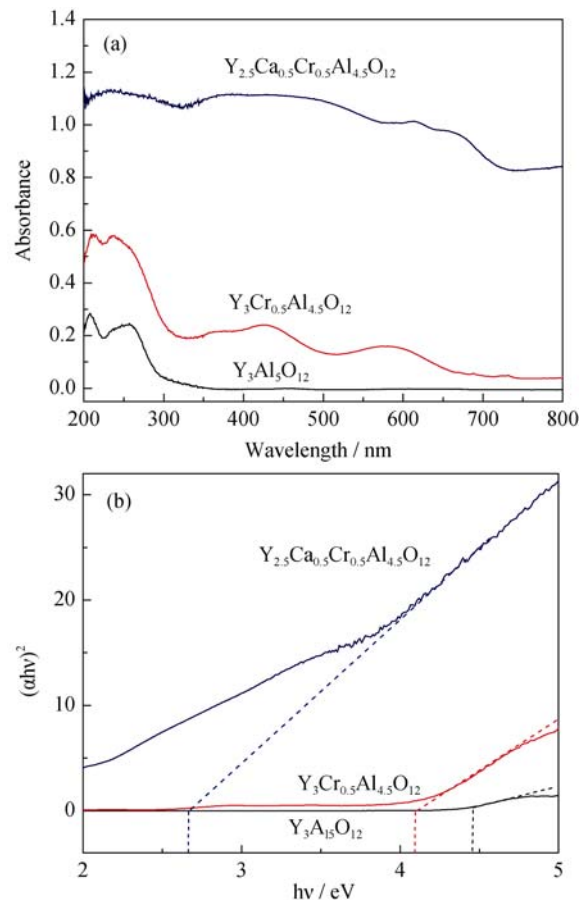 (a)
Y₂.₅Ca₀.₅Cr₀.₅Al₄.₅O₁₂
1.4
1.2
1.0
0.8
0.6
0.4
0.2
0.0
Absorbance
Y₃Cr₀.₅Al₄.₅O₁₂
Y₃Al₅O₁₂
200 300 400 500 600 700 800
Wavelength / nm
(b)
30
20
10
0
(αhν)²
Y₂.₅Ca₀.₅Cr₀.₅Al₄.₅O₁₂
Y₃Cr₀.₅Al₄.₅O₁₂
Y₃A₁₅O₁₂
2 3 4 5
hν / eV